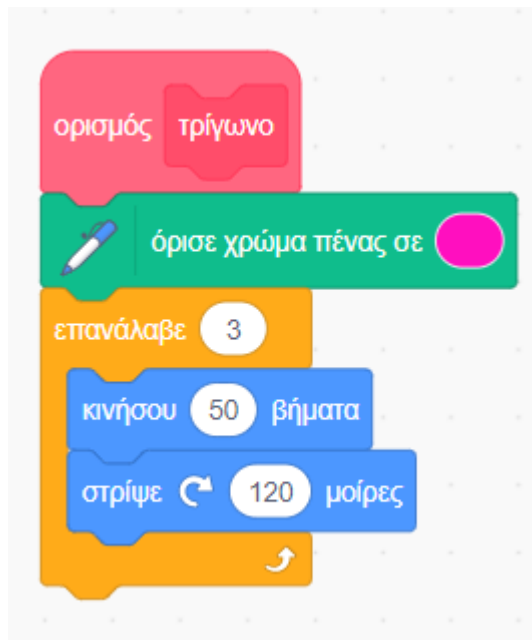 ορισμός τρίγωνο
όρισε χρώμα πένας σε
επανάλαβε 3
κινήσου 50 βήματα
στρίψε 120 μοίρες